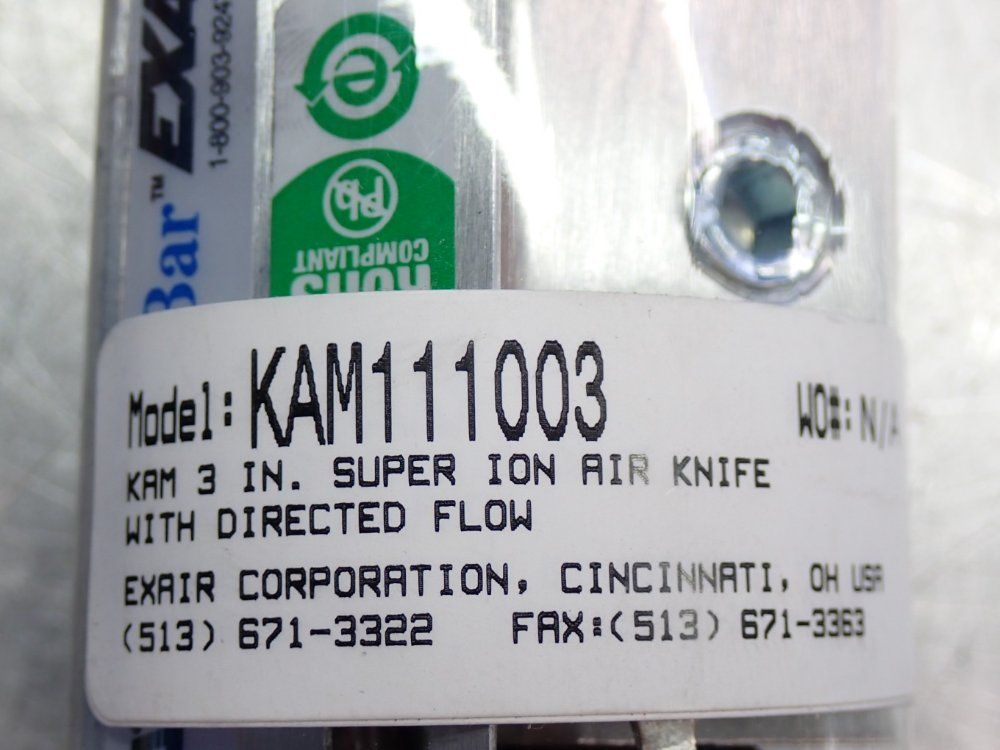 EXA
1-800-903-924
Bar™
e
Pb
RoHS
COMPLIANT
Model: KAM111003
WO#: N/A
KAM 3 IN. SUPER ION AIR KNIFE
WITH DIRECTED FLOW
EXAIR CORPORATION, CINCINNATI, OH USA
(513) 671-3322 FAX:(513) 671-3363